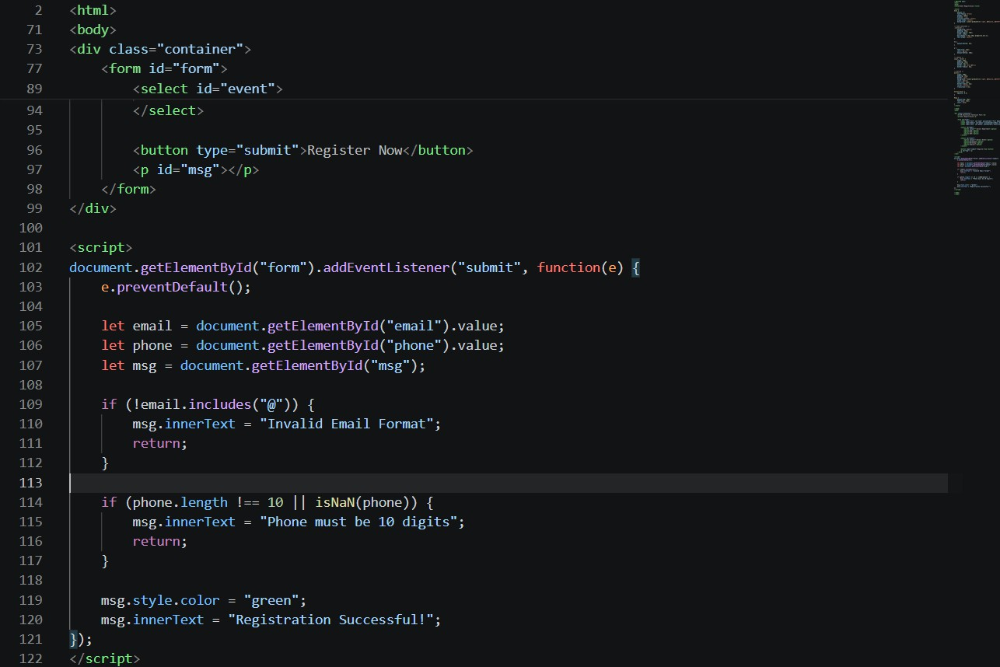 2 <html>
71 <body>
73 <div class="container">
77 <form id="form">
89 <select id="event">
94 </select>
95
96 <button type="submit">Register Now</button>
97 <p id="msg"></p>
98 </form>
99 </div>
100
101 <script>
102 document.getElementById("form").addEventListener("submit", function(e) {
103 e.preventDefault();
104
105 let email = document.getElementById("email").value;
106 let phone = document.getElementById("phone").value;
107 let msg = document.getElementById("msg");
108
109 if (!email.includes("@")) {
110 msg.innerText = "Invalid Email Format";
111 return;
112 }
113
114 if (phone.length !== 10 || isNaN(phone)) {
115 msg.innerText = "Phone must be 10 digits";
116 return;
117 }
118
119 msg.style.color = "green";
120 msg.innerText = "Registration Successful!";
121 });
122 </script>